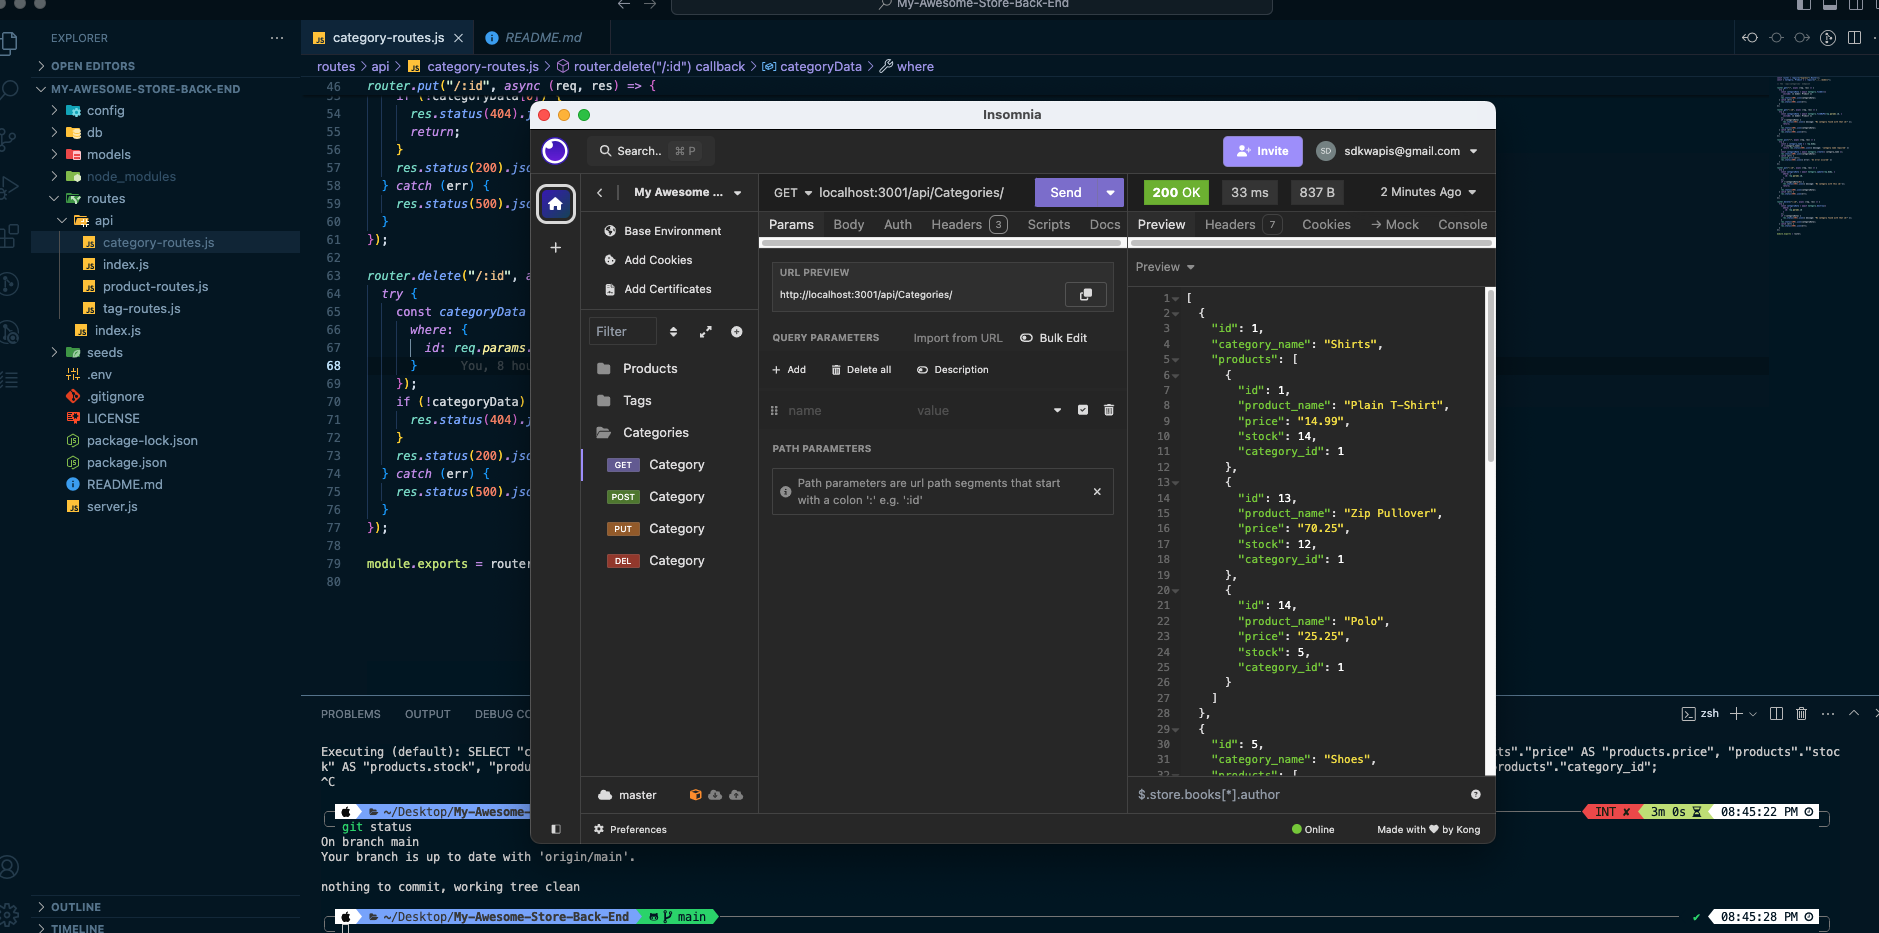 My-Awesome-Store-Back-End
EXPLORER
OPEN EDITORS
MY-AWESOME-STORE-BACK-END
config
db
models
node_modules
routes
api
category-routes.js
index.js
product-routes.js
tag-routes.js
index.js
seeds
.env
.gitignore
LICENSE
package-lock.json
package.json
README.md
server.js
OUTLINE
TIMELINE
category-routes.js
README.md
routes > api > category-routes.js > router.delete("/:id") callback > categoryData > where
46 router.put("/:id", async (req, res) => {
53 if (!categoryData[0]) {
54 res.status(404).j
55 return;
56 }
57 res.status(200).jso
58 } catch (err) {
59 res.status(500).jso
60 }
61 });
62
63 router.delete("/:id", a
64 try {
65 const categoryData
66 where: {
67 id: req.params.
68 } You, 8 hou
69 });
70 if (!categoryData)
71 res.status(404).j
72 }
73 res.status(200).jso
74 } catch (err) {
75 res.status(500).jso
76 }
77 });
78
79 module.exports = router
80
Insomnia
Search.. ⌘ P
Invite
SD sdkwapis@gmail.com
My Awesome ...
Base Environment
Add Cookies
Add Certificates
Filter
Products
Tags
Categories
GET Category
POST Category
PUT Category
DEL Category
master
Preferences
GET localhost:3001/api/Categories/
Send
Params Body Auth Headers 3 Scripts Docs
URL PREVIEW
http://localhost:3001/api/Categories/
QUERY PARAMETERS Import from URL Bulk Edit
Add Delete all Description
name value
PATH PARAMETERS
Path parameters are url path segments that start
with a colon ':' e.g. ':id'
200 OK 33 ms 837 B 2 Minutes Ago
Preview Headers 7 Cookies → Mock Console
Preview
1 [
2 {
3 "id": 1,
4 "category_name": "Shirts",
5 "products": [
6 {
7 "id": 1,
8 "product_name": "Plain T-Shirt",
9 "price": "14.99",
10 "stock": 14,
11 "category_id": 1
12 },
13 {
14 "id": 13,
15 "product_name": "Zip Pullover",
16 "price": "70.25",
17 "stock": 12,
18 "category_id": 1
19 },
20 {
21 "id": 14,
22 "product_name": "Polo",
23 "price": "25.25",
24 "stock": 5,
25 "category_id": 1
26 }
27 ]
28 },
29 {
30 "id": 5,
31 "category_name": "Shoes",
32 "products": [
$.store.books[*].author
Online
Made with ♥ by Kong
PROBLEMS OUTPUT DEBUG CO
zsh
Executing (default): SELECT "c
ts"."price" AS "products.price", "products"."stoc
k" AS "products.stock", "produ
roducts"."category_id";
^C
~/Desktop/My-Awesome-
INT ✘ 3m 0s 08:45:22 PM
git status
On branch main
Your branch is up to date with 'origin/main'.
nothing to commit, working tree clean
~/Desktop/My-Awesome-Store-Back-End main
✔ 08:45:28 PM